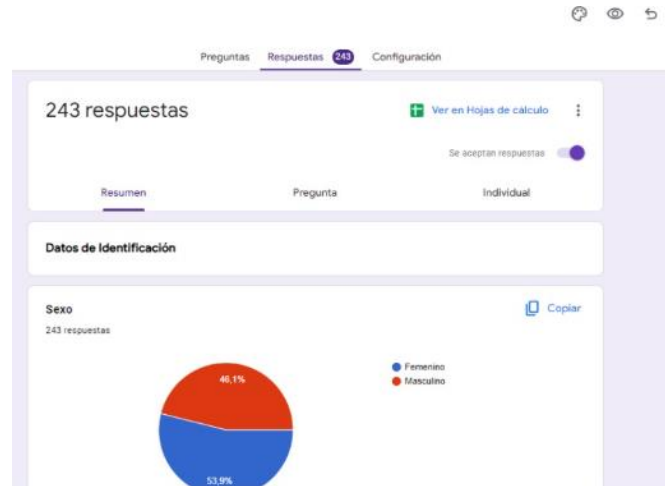 Preguntas Respuestas 243 Configuración
243 respuestas
Ver en Hojas de cálculo
Se aceptan respuestas
Resumen Pregunta Individual
Datos de Identificación
Sexo
Copiar
243 respuestas
Femenino
Masculino
46,1%
53,9%